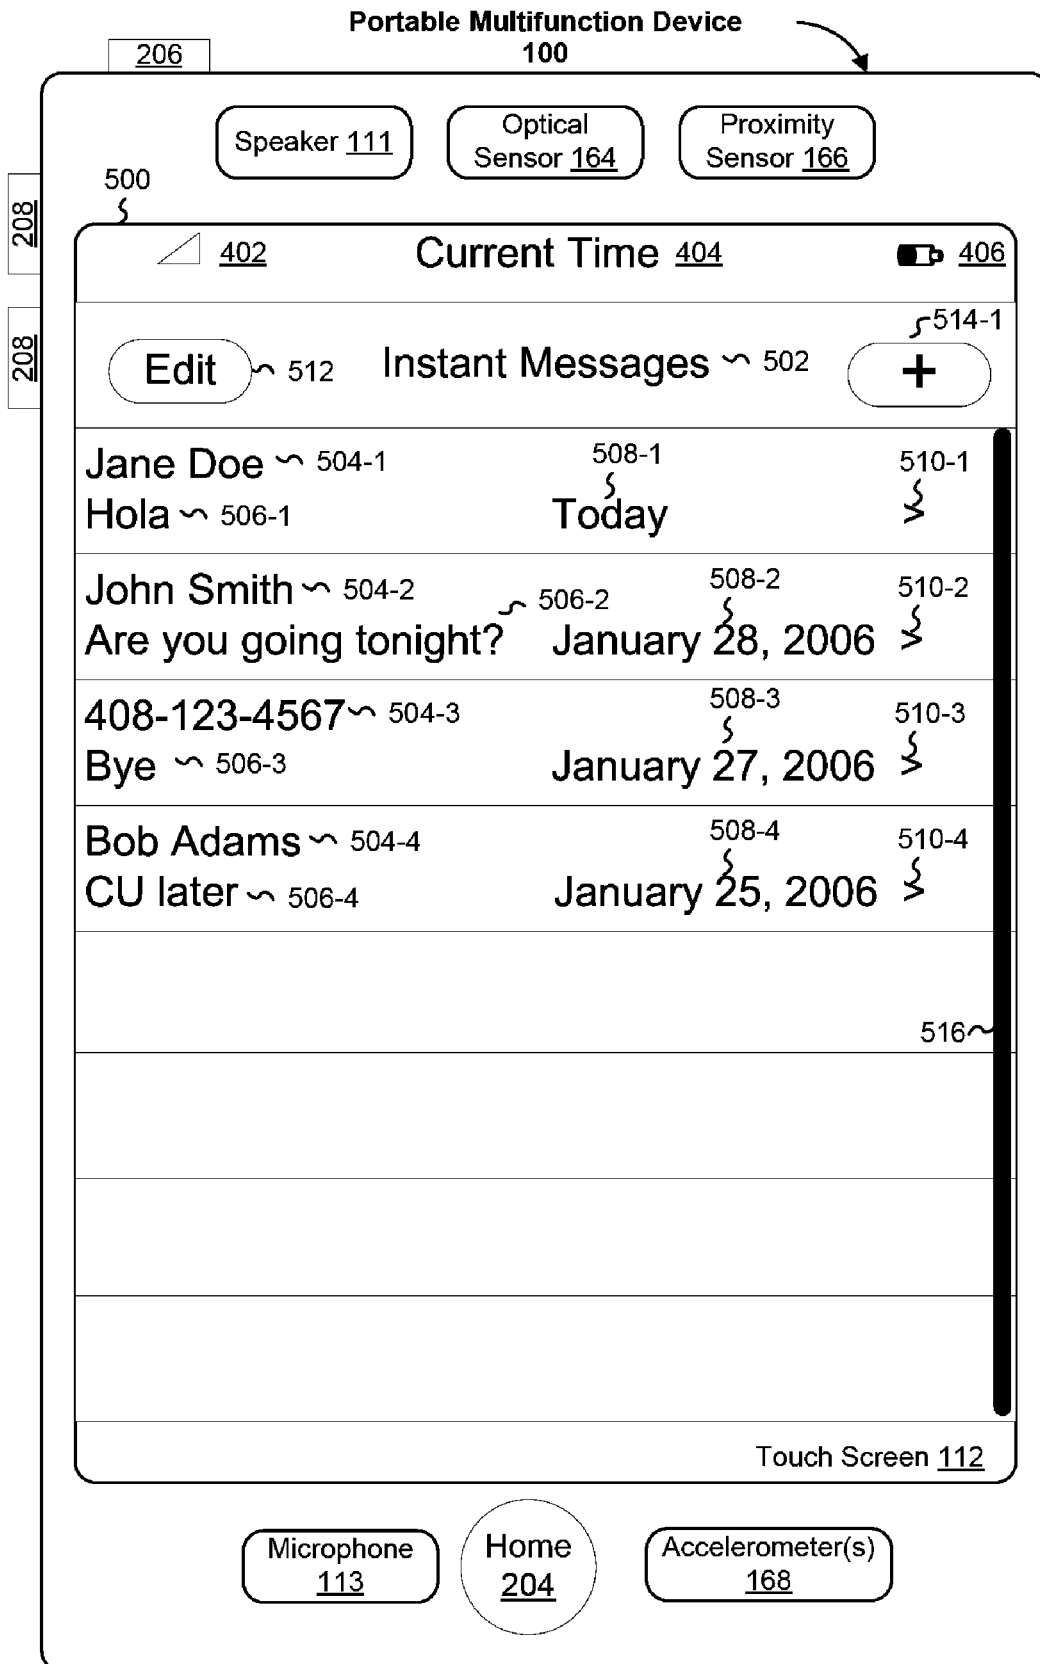 Portable Multifunction Device
100
206
Speaker 111
Optical
Sensor 164
Proximity
Sensor 166
208
208
500
402
Current Time 404
406
514-1
Edit
512
Instant Messages
502
+
Jane Doe 504-1
508-1
510-1
Hola 506-1
Today
>
John Smith 504-2
506-2
508-2
510-2
Are you going tonight?
January 28, 2006
>
408-123-4567 504-3
508-3
510-3
Bye 506-3
January 27, 2006
>
Bob Adams 504-4
508-4
510-4
CU later 506-4
January 25, 2006
>
516
Touch Screen 112
Microphone
113
Home
204
Accelerometer(s)
168